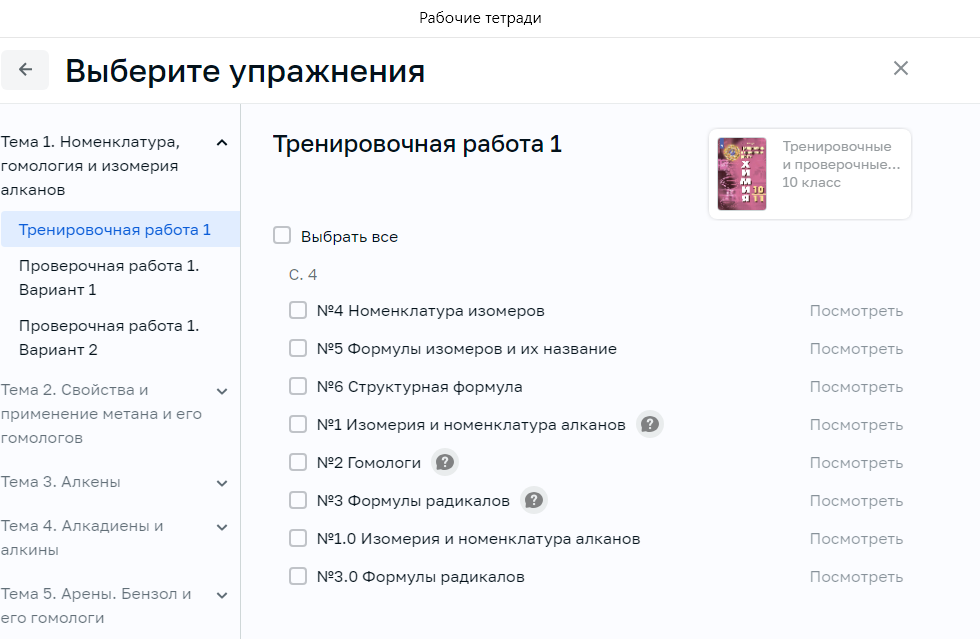 Рабочие тетради
Выберите упражнения
Тема 1. Номенклатура,
гомология и изомерия
алканов
Тренировочная работа 1
Проверочная работа 1.
Вариант 1
Проверочная работа 1.
Вариант 2
Тема 2. Свойства и
применение метана и его
гомологов
Тема 3. Алкены
Тема 4. Алкадиены и
алкины
Тема 5. Арены. Бензол и
его гомологи
Тренировочная работа 1
ХИМИЯ
10
11
Тренировочные
и проверочные...
10 класс
Выбрать все
С. 4
№4 Номенклатура изомеров Посмотреть
№5 Формулы изомеров и их название Посмотреть
№6 Структурная формула Посмотреть
№1 Изомерия и номенклатура алканов ? Посмотреть
№2 Гомологи ? Посмотреть
№3 Формулы радикалов ? Посмотреть
№1.0 Изомерия и номенклатура алканов Посмотреть
№3.0 Формулы радикалов Посмотреть